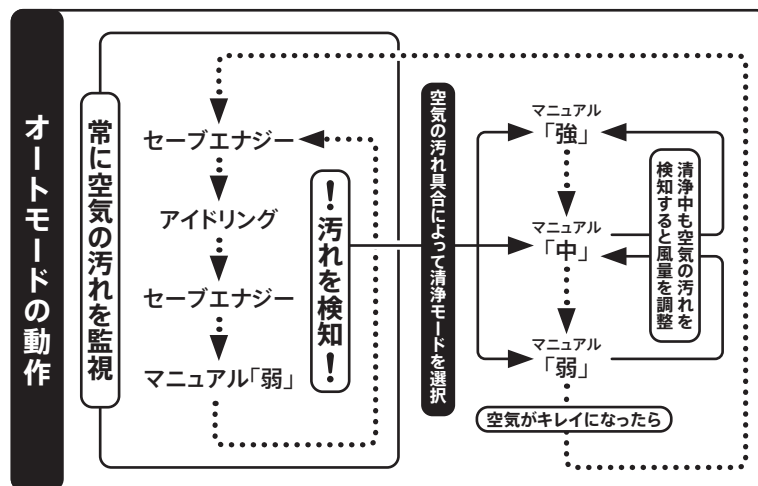 オートモードの動作
常に空気の汚れを監視
セーブエナジー
アイドリング
セーブエナジー
マニュアル「弱」
！汚れを検知！
空気の汚れ具合によって清浄モードを選択
マニュアル
「強」
マニュアル
「中」
マニュアル
「弱」
清浄中も空気の汚れを
検知すると風量を調整
空気がキレイになったら